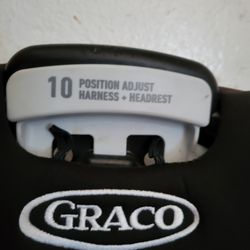 10 POSITION ADJUST
HARNESS + HEADREST
GRACO